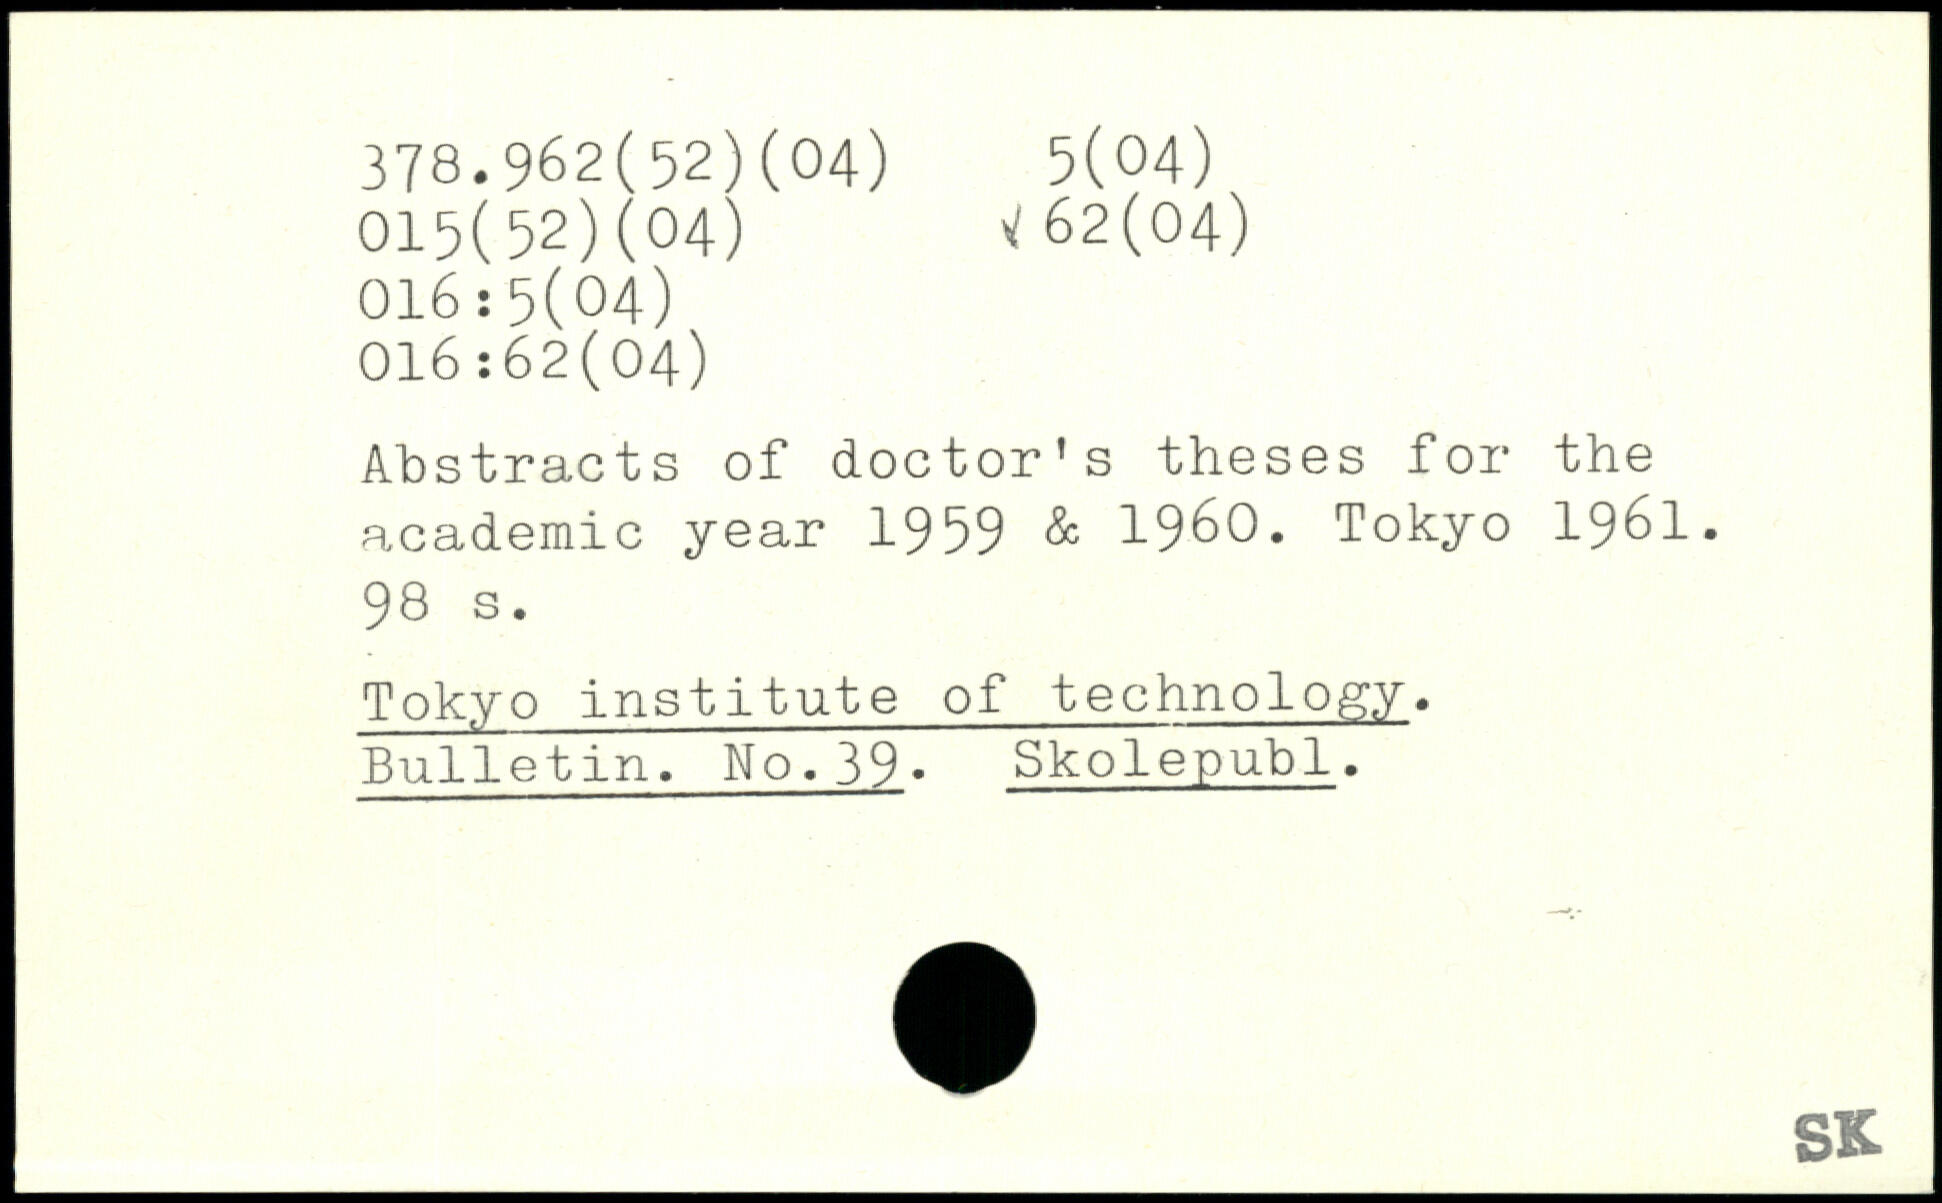 378.962(52)(04) 5(04)
015(52)(04) ✓ 62(04)
016:5(04)
016:62(04)
Abstracts of doctor's theses for the
academic year 1959 & 1960. Tokyo 1961.
98 s.
Tokyo institute of technology.
Bulletin. No.39. Skolepubl.
SK